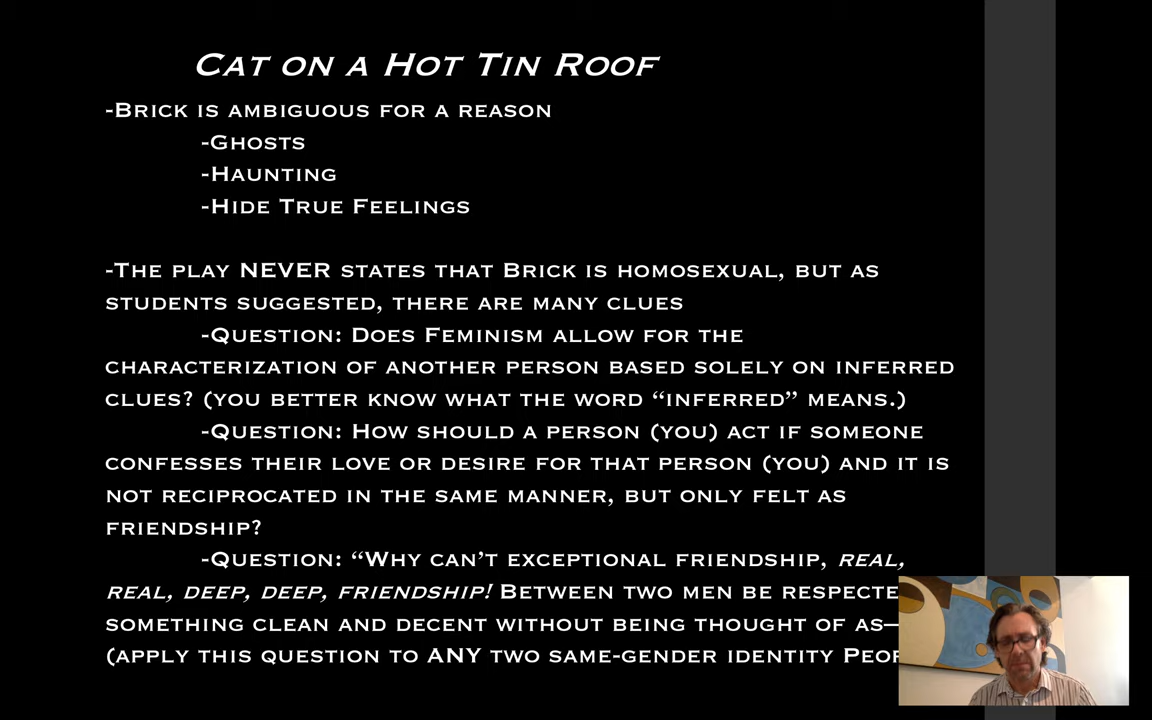 Cat on a Hot Tin Roof
-Brick is ambiguous for a reason
-Ghosts
-Haunting
-Hide True Feelings
-The play NEVER states that Brick is homosexual, but as
students suggested, there are many clues
-Question: Does Feminism allow for the
characterization of another person based solely on inferred
clues? (you better know what the word “inferred” means.)
-Question: How should a person (you) act if someone
confesses their love or desire for that person (you) and it is
not reciprocated in the same manner, but only felt as
friendship?
-Question: “Why can’t exceptional friendship, real,
real, deep, deep, friendship! Between two men be
something clean and decent without being thought of as—
(apply this question to ANY two same-gender identity